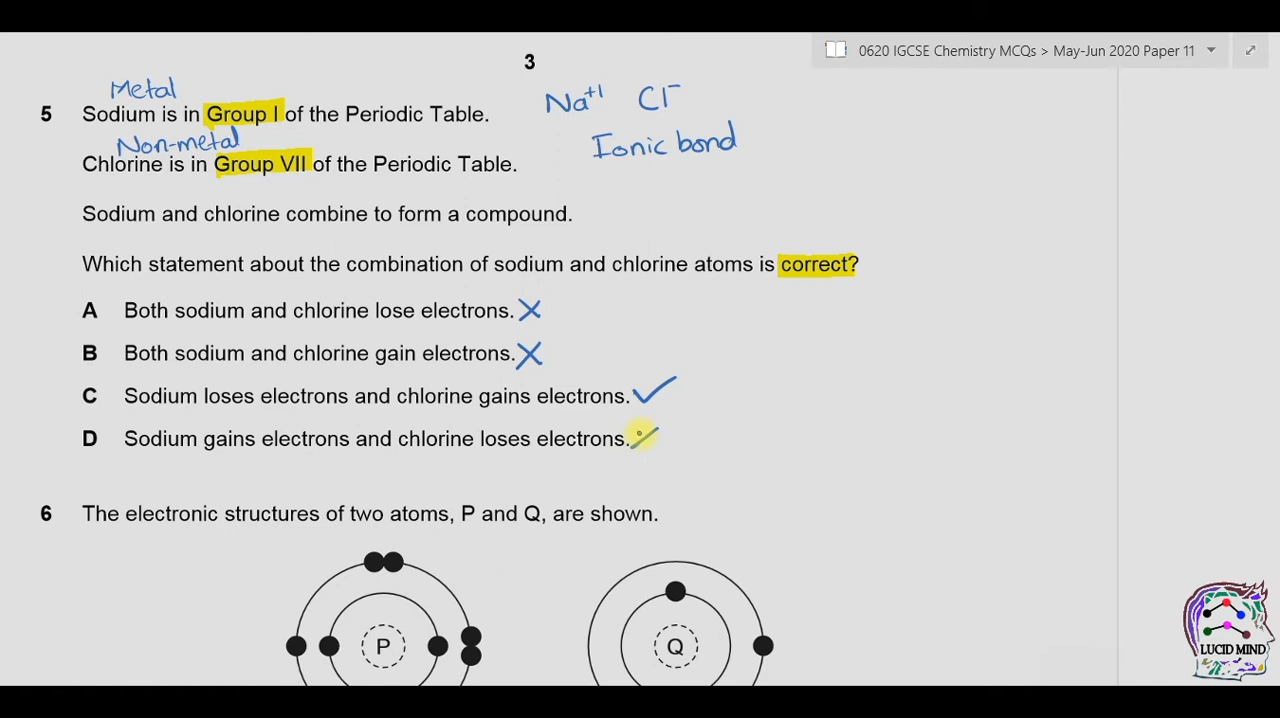 0620 IGCSE Chemistry MCQs > May-Jun 2020 Paper 11
3
Metal
Na+1 Cl-
5 Sodium is in Group I of the Periodic Table.
Non-metal
Ionic bond
Chlorine is in Group VII of the Periodic Table.
Sodium and chlorine combine to form a compound.
Which statement about the combination of sodium and chlorine atoms is correct?
A Both sodium and chlorine lose electrons.
B Both sodium and chlorine gain electrons.
C Sodium loses electrons and chlorine gains electrons.
D Sodium gains electrons and chlorine loses electrons.
6 The electronic structures of two atoms, P and Q, are shown.
P Q
LUCID MIND